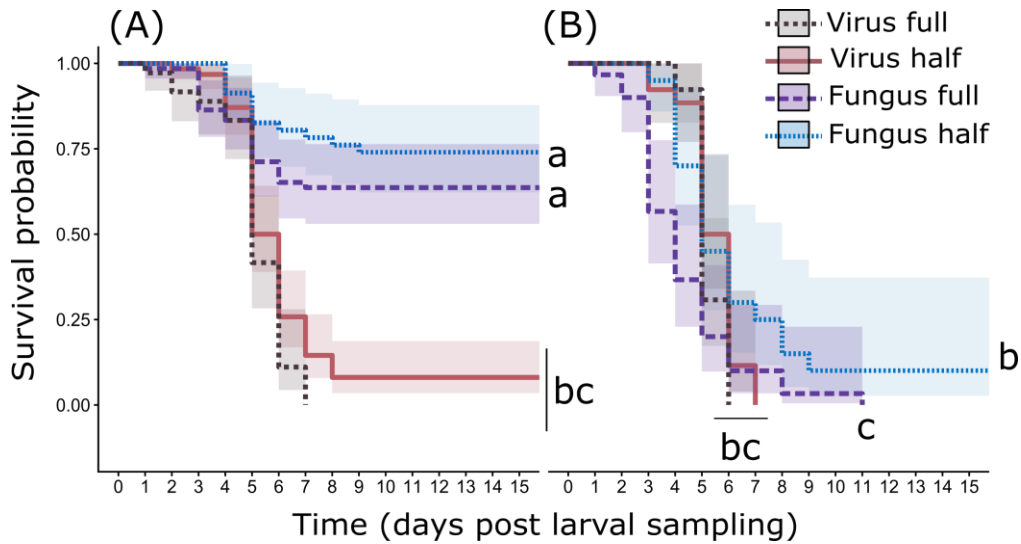 (A)
(B)
Virus full
Virus half
Fungus full
Fungus half
Survival probability
1.00
0.75
0.50
0.25
0.00
a
a
bc
b
c
bc
0 1 2 3 4 5 6 7 8 9 10 11 12 13 14 15
0 1 2 3 4 5 6 7 8 9 10 11 12 13 14 15
Time (days post larval sampling)